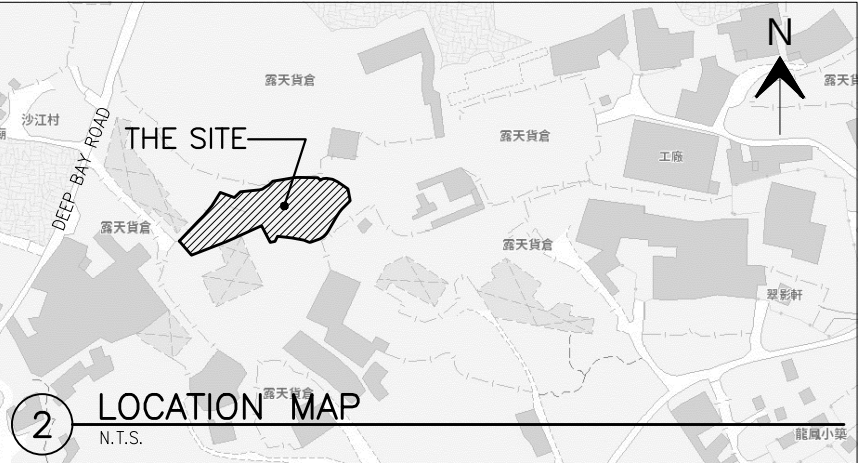 N
露天貨倉
露天貨
沙江村
廟
THE SITE
露天貨倉
工廠
DEEP BAY ROAD
露天貨倉
露天貨倉
翠影軒
露天貨倉
LOCATION MAP
2
N.T.S.
龍鳳小築